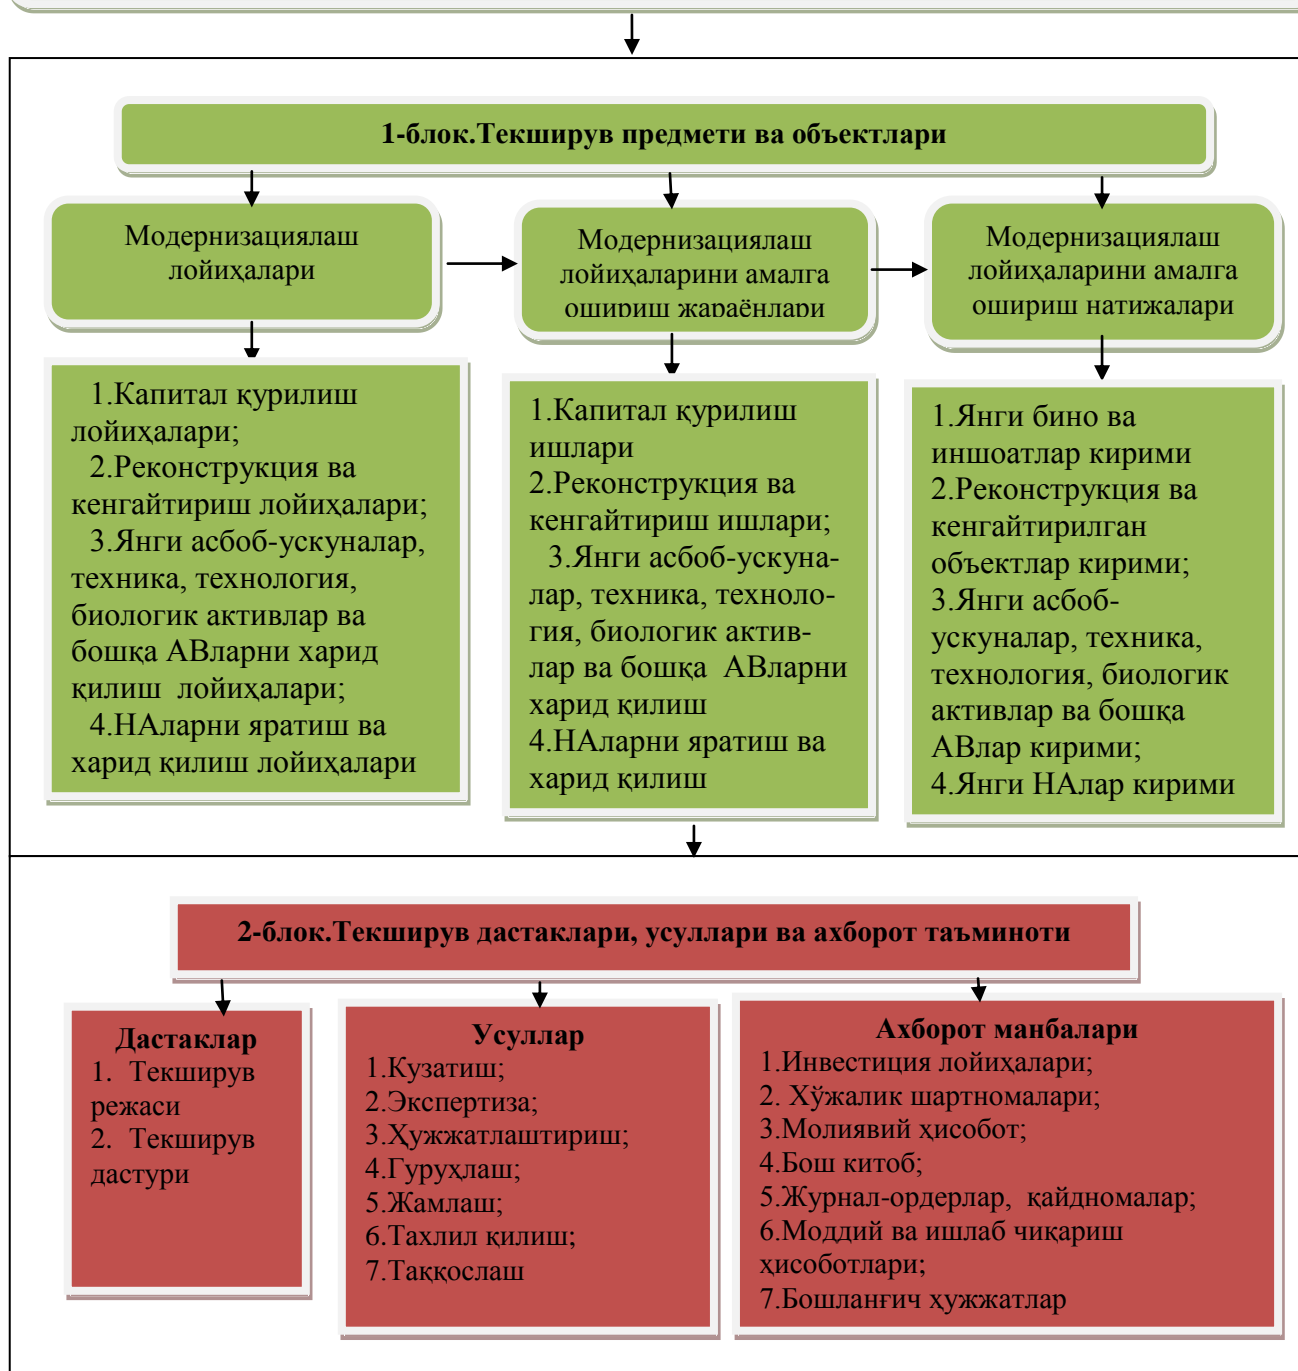 1-блок.Текширув предмети ва объектлари
Модернизациялаш
лойиҳалари
Модернизациялаш
лойиҳаларини амалга
ошириш жараёнлари
Модернизациялаш
лойиҳаларини амалга
ошириш натижалари
1.Капитал қурилиш
лойиҳалари;
2.Реконструкция ва
кенгайтириш лойиҳалари;
3.Янги асбоб-ускуналар,
техника, технология,
биологик активлар ва
бошқа АВларни харид
қилиш лойиҳалари;
4.НАларни яратиш ва
харид қилиш лойиҳалари
1.Капитал қурилиш
ишлари
2.Реконструкция ва
кенгайтириш ишлари;
3.Янги асбоб-ускуна-
лар, техника, техноло-
гия, биологик актив-
лар ва бошқа АВларни
харид қилиш
4.НАларни яратиш ва
харид қилиш
1.Янги бино ва
иншоатлар кирими
2.Реконструкция ва
кенгайтирилган
объектлар кирими;
3.Янги асбоб-
ускуналар, техника,
технология, биологик
активлар ва бошқа
АВлар кирими;
4.Янги НАлар кирими
2-блок.Текширув дастаклари, усуллари ва ахборот таъминоти
Дастаклар
1. Текширув
режаси
2. Текширув
дастури
Усуллар
1.Кузатиш;
2.Экспертиза;
3.Ҳужжатлаштириш;
4.Гуруҳлаш;
5.Жамлаш;
6.Тахлил қилиш;
7.Таққослаш
Ахборот манбалари
1.Инвестиция лойиҳалари;
2. Хўжалик шартномалари;
3.Молиявий ҳисобот;
4.Бош китоб;
5.Журнал-ордерлар, қайдномалар;
6.Моддий ва ишлаб чиқариш
ҳисоботлари;
7.Бошланғич ҳужжатлар